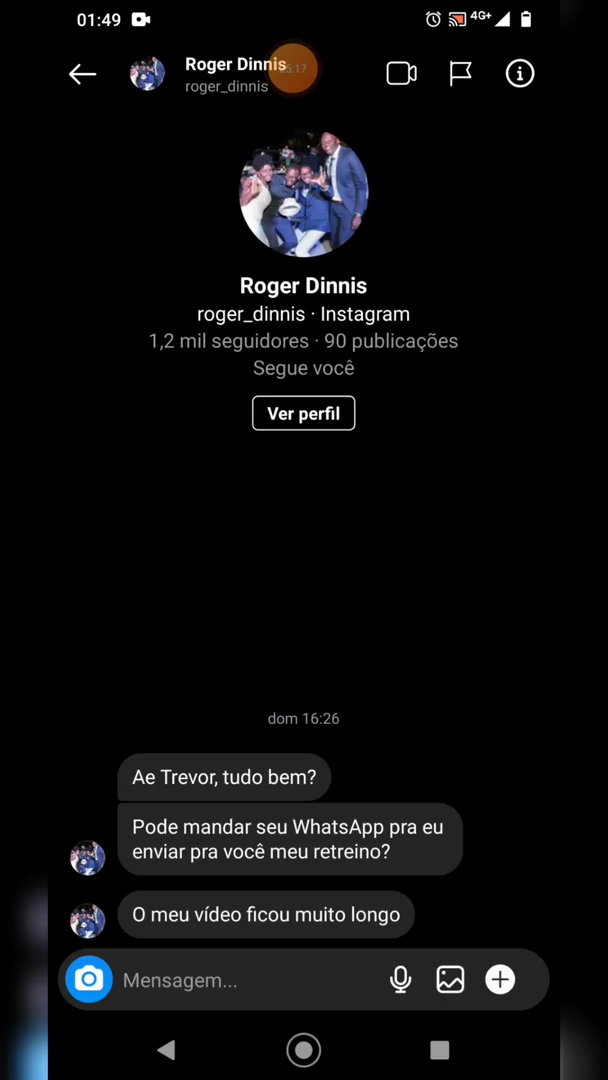 01:49
4G+
Roger Dinnis
roger_dinnis
Roger Dinnis
roger_dinnis · Instagram
1,2 mil seguidores · 90 publicações
Segue você
Ver perfil
dom 16:26
Ae Trevor, tudo bem?
Pode mandar seu WhatsApp pra eu
enviar pra você meu retreino?
O meu vídeo ficou muito longo
Mensagem...